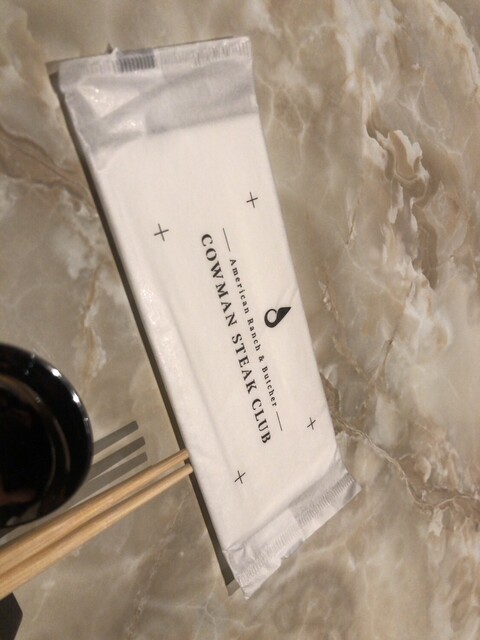 American Ranch & Butcher
COWMAN STEAK CLUB